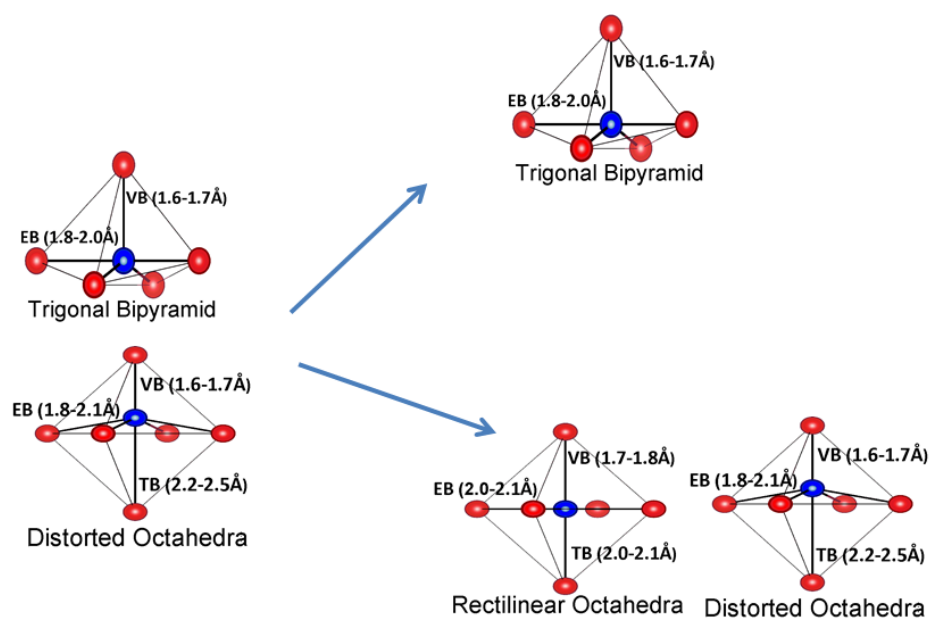 VB (1.6-1.7Å)
EB (1.8-2.0Å)
Trigonal Bipyramid
VB (1.6-1.7Å)
EB (1.8-2.0Å)
Trigonal Bipyramid
VB (1.6-1.7Å)
EB (1.8-2.1Å)
TB (2.2-2.5Å)
Distorted Octahedra
VB (1.7-1.8Å)
EB (2.0-2.1Å)
TB (2.0-2.1Å)
Rectilinear Octahedra
VB (1.6-1.7Å)
EB (1.8-2.1Å)
TB (2.2-2.5Å)
Distorted Octahedra